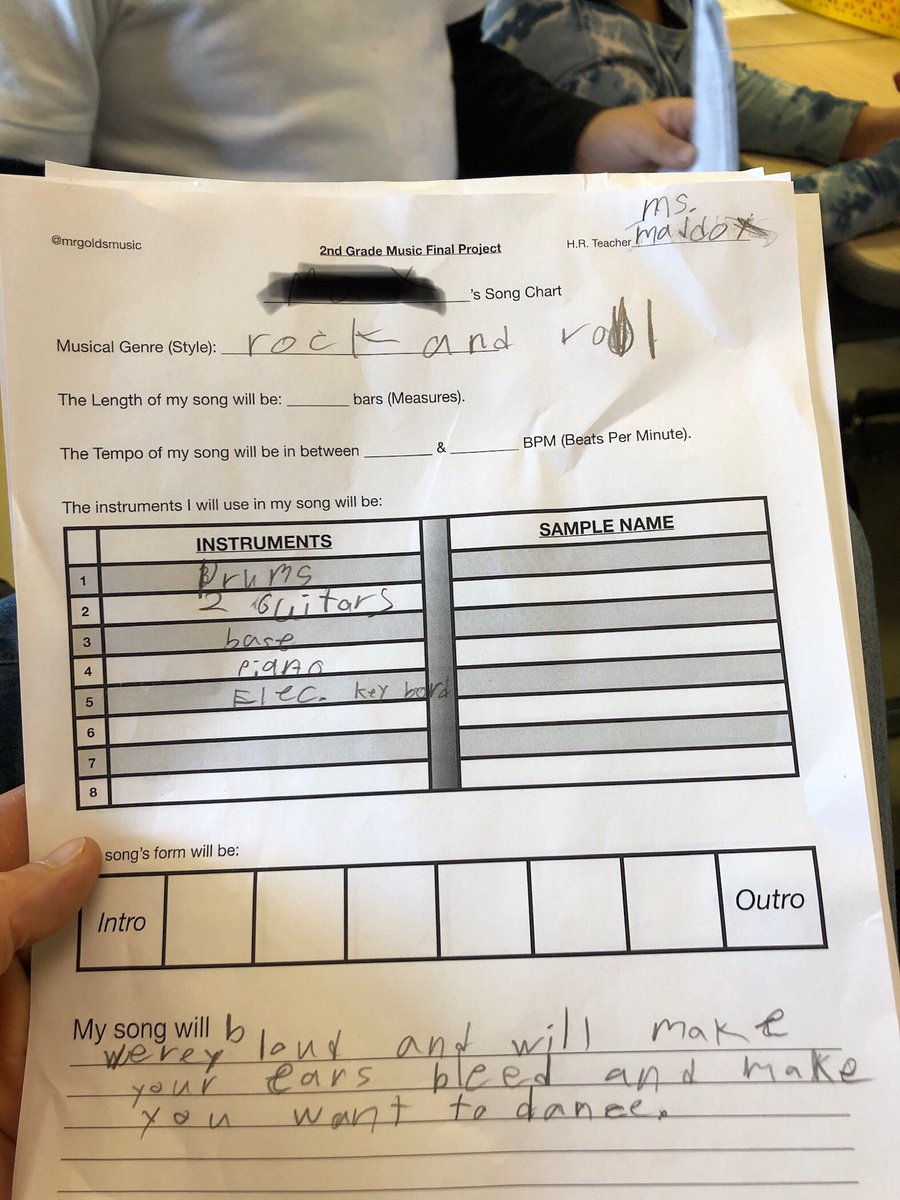 @mrgoldsmusic
2nd Grade Music Final Project
H.R. Teacher ms. maddox
's Song Chart
Musical Genre (Style): rock and roll
The Length of my song will be: ______ bars (Measures).
The Tempo of my song will be in between ______ & ______ BPM (Beats Per Minute).
The instruments I will use in my song will be:
INSTRUMENTS SAMPLE NAME
1 Drums
2 2 Guitars
3 base
4 piano
5 Elec. key bord
6
7
8
song's form will be:
Intro Outro
My song will b
verey loud and will make
your ears bleed and make
you want to dance.